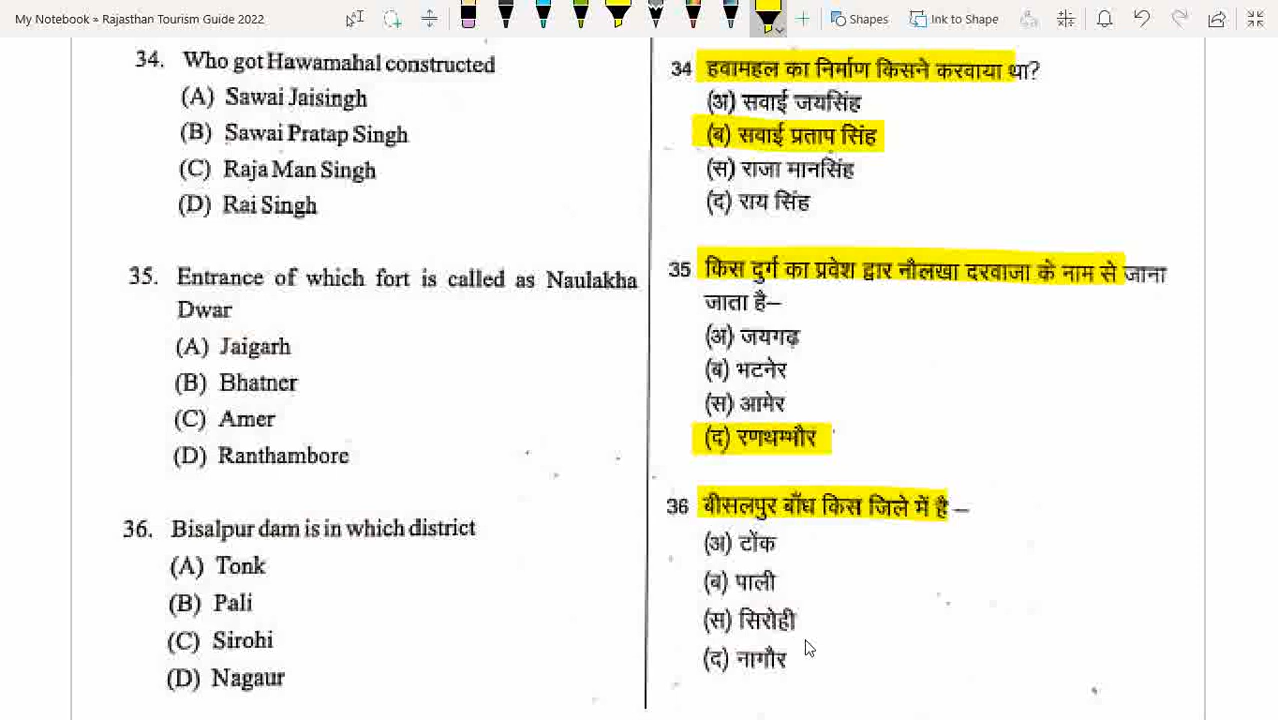 My Notebook » Rajasthan Tourism Guide 2022
Shapes
Ink to Shape
34. Who got Hawamahal constructed
(A) Sawai Jaisingh
(B) Sawai Pratap Singh
(C) Raja Man Singh
(D) Rai Singh
35. Entrance of which fort is called as Naulakha
Dwar
(A) Jaigarh
(B) Bhatner
(C) Amer
(D) Ranthambore
36. Bisalpur dam is in which district
(A) Tonk
(B) Pali
(C) Sirohi
(D) Nagaur
34 हवामहल का निर्माण किसने करवाया था?
(अ) सवाई जयसिंह
(ब) सवाई प्रताप सिंह
(स) राजा मानसिंह
(द) राय सिंह
35 किस दुर्ग का प्रवेश द्वार नौलखा दरवाजा के नाम से जाना
जाता है–
(अ) जयगढ़
(ब) भटनेर
(स) आमेर
(द) रणथम्भौर
36 बीसलपुर बाँध किस जिले में है –
(अ) टोंक
(ब) पाली
(स) सिरोही
(द) नागौर